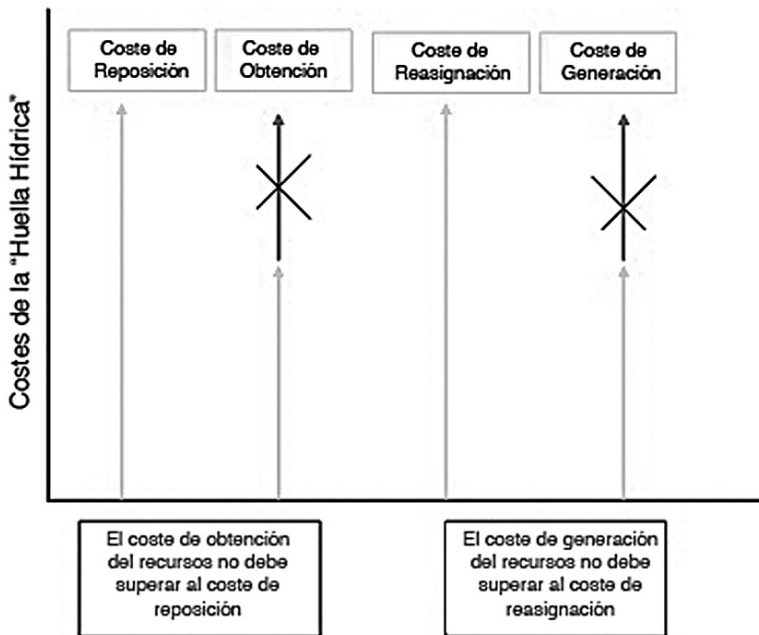 Coste de
Reposición
Coste de
Obtención
Coste de
Reasignación
Coste de
Generación
Costes de la "Huella Hídrica"
El coste de obtención
del recursos no debe
superar al coste de
reposición
El coste de generación
del recursos no debe
superar al coste de
reasignación